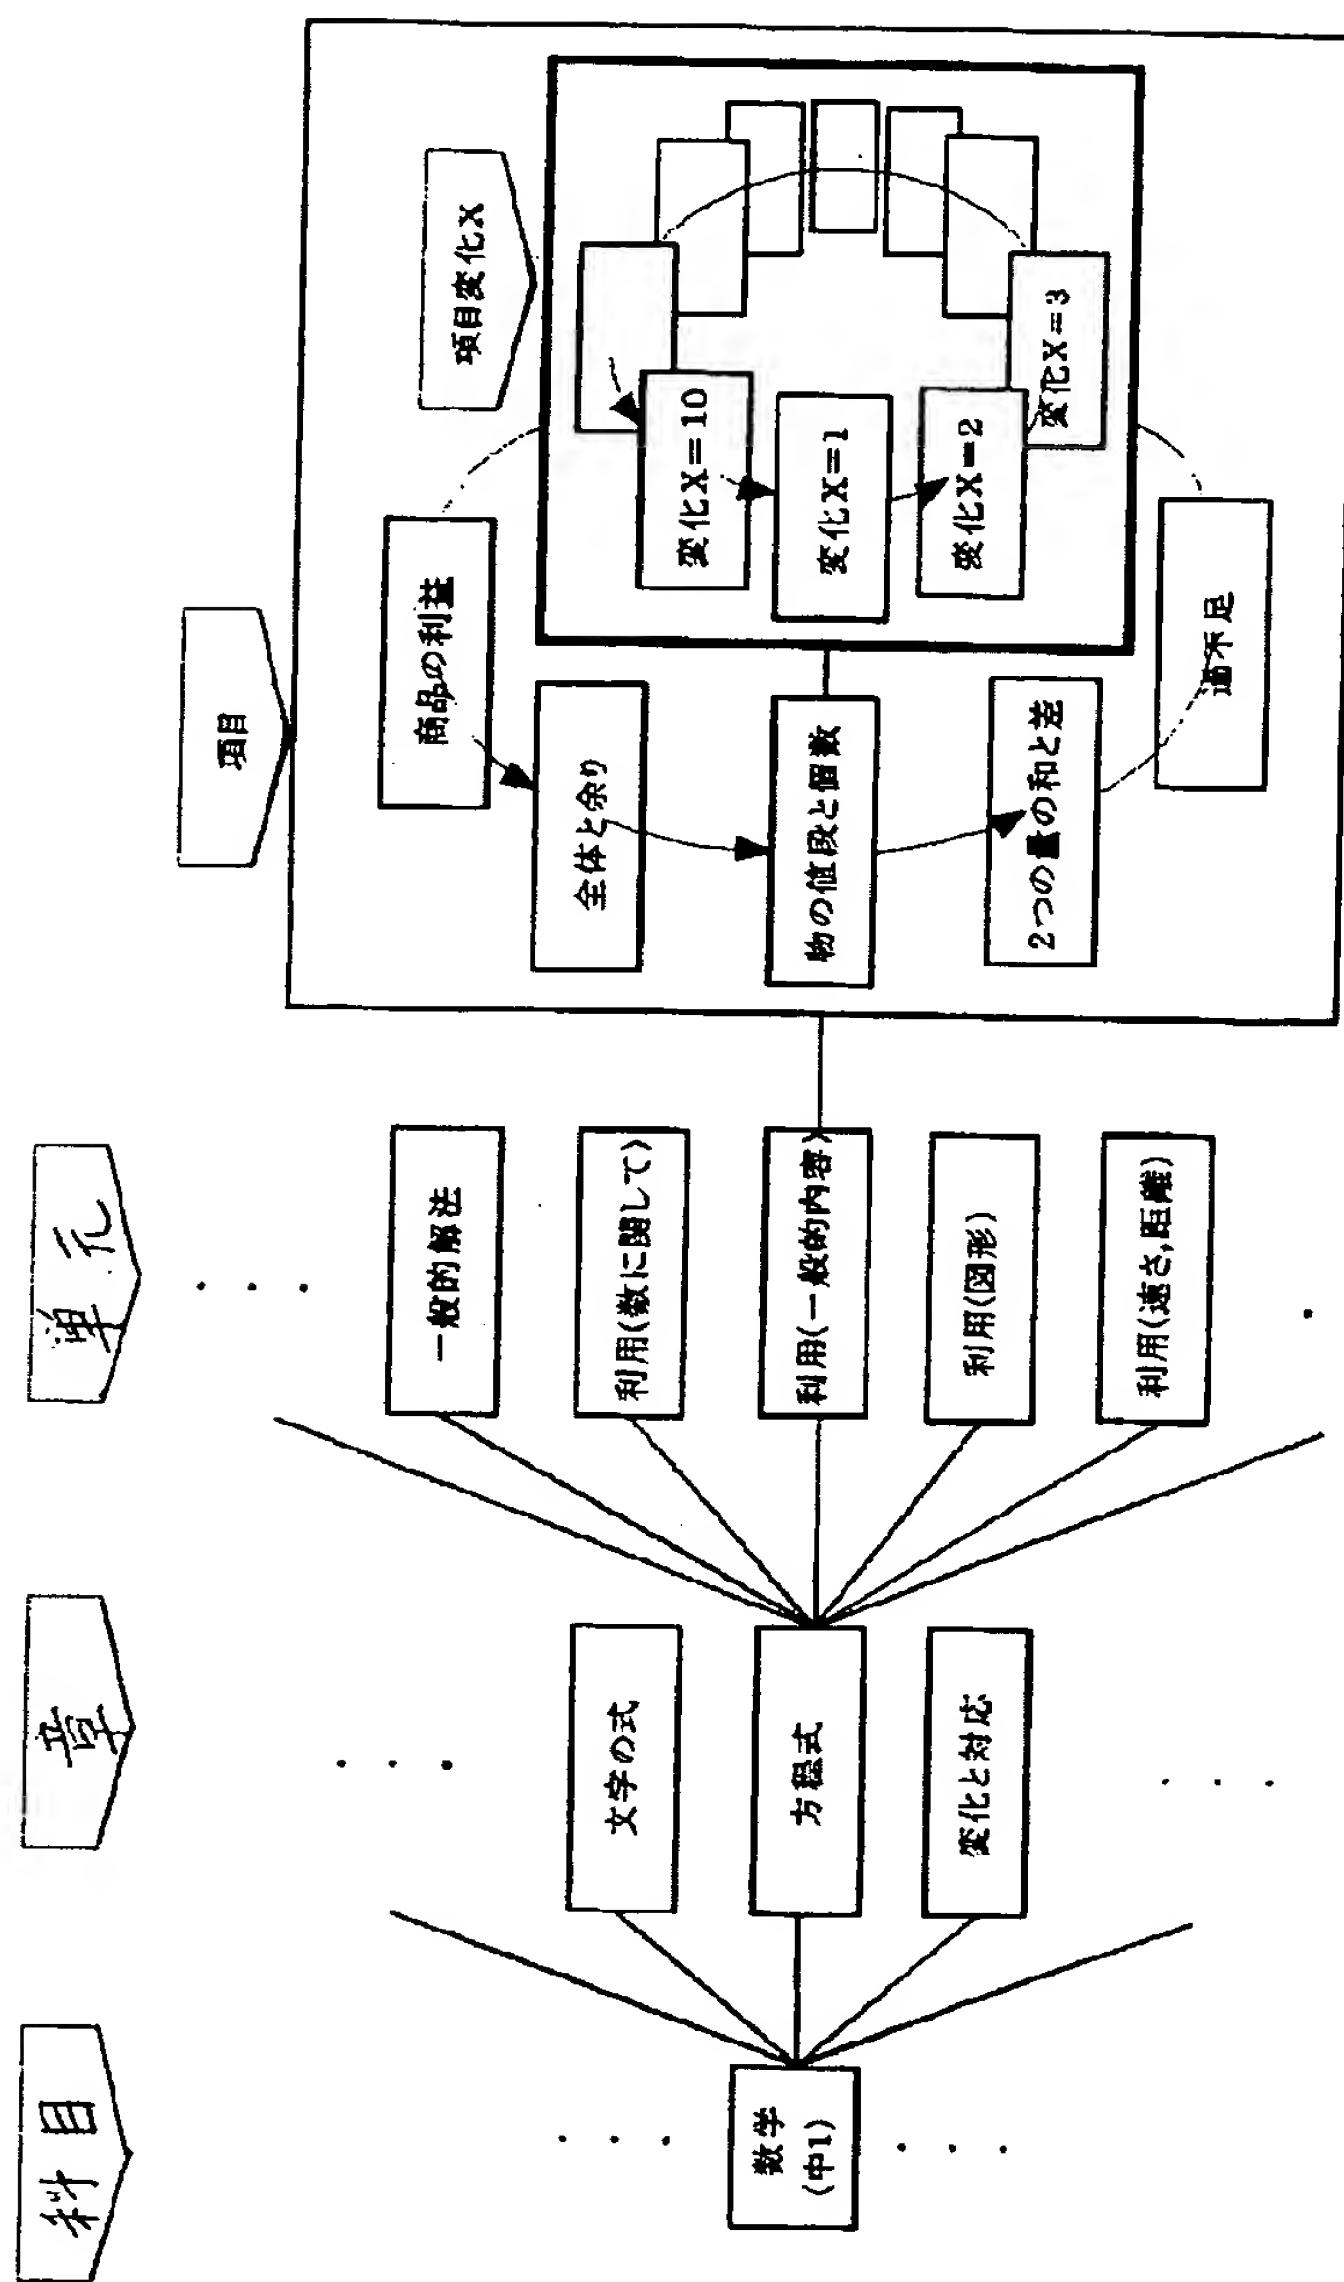 科目
章
単元
項目
項目変化X
数学
(中1)
文字の式
方程式
変化と対応
一般的解法
利用(数に関して)
利用(一般的内容)
利用(図形)
利用(速さ,距離)
商品の利益
全体と余り
物の値段と個数
2つの量の和と差
過不足
変化X=10
変化X=1
変化X=2
変化X=3